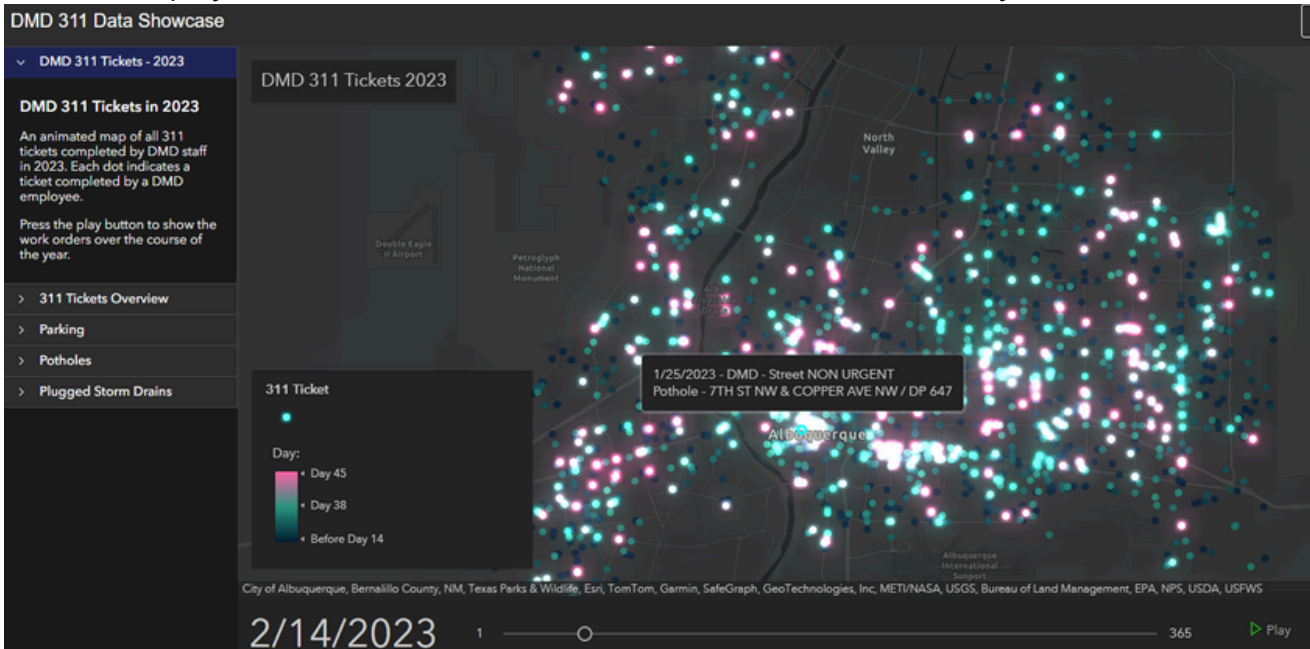 DMD 311 Data Showcase
DMD 311 Tickets - 2023
DMD 311 Tickets in 2023
An animated map of all 311
tickets completed by DMD staff
in 2023. Each dot indicates a
ticket completed by a DMD
employee.
Press the play button to show the
work orders over the course of
the year.
311 Tickets Overview
Parking
Potholes
Plugged Storm Drains
DMD 311 Tickets 2023
North
Valley
Double Eagle
II Airport
Petroglyph
National
Monument
1/25/2023 - DMD - Street NON URGENT
Pothole - 7TH ST NW & COPPER AVE NW / DP 647
Albuquerque
311 Ticket
Day:
Day 45
Day 38
Before Day 14
Albuquerque
International
Sunport
City of Albuquerque, Bernalillo County, NM, Texas Parks & Wildlife, Esri, TomTom, Garmin, SafeGraph, GeoTechnologies, Inc, METI/NASA, USGS, Bureau of Land Management, EPA, NPS, USDA, USFWS
2/14/2023
1
365
Play